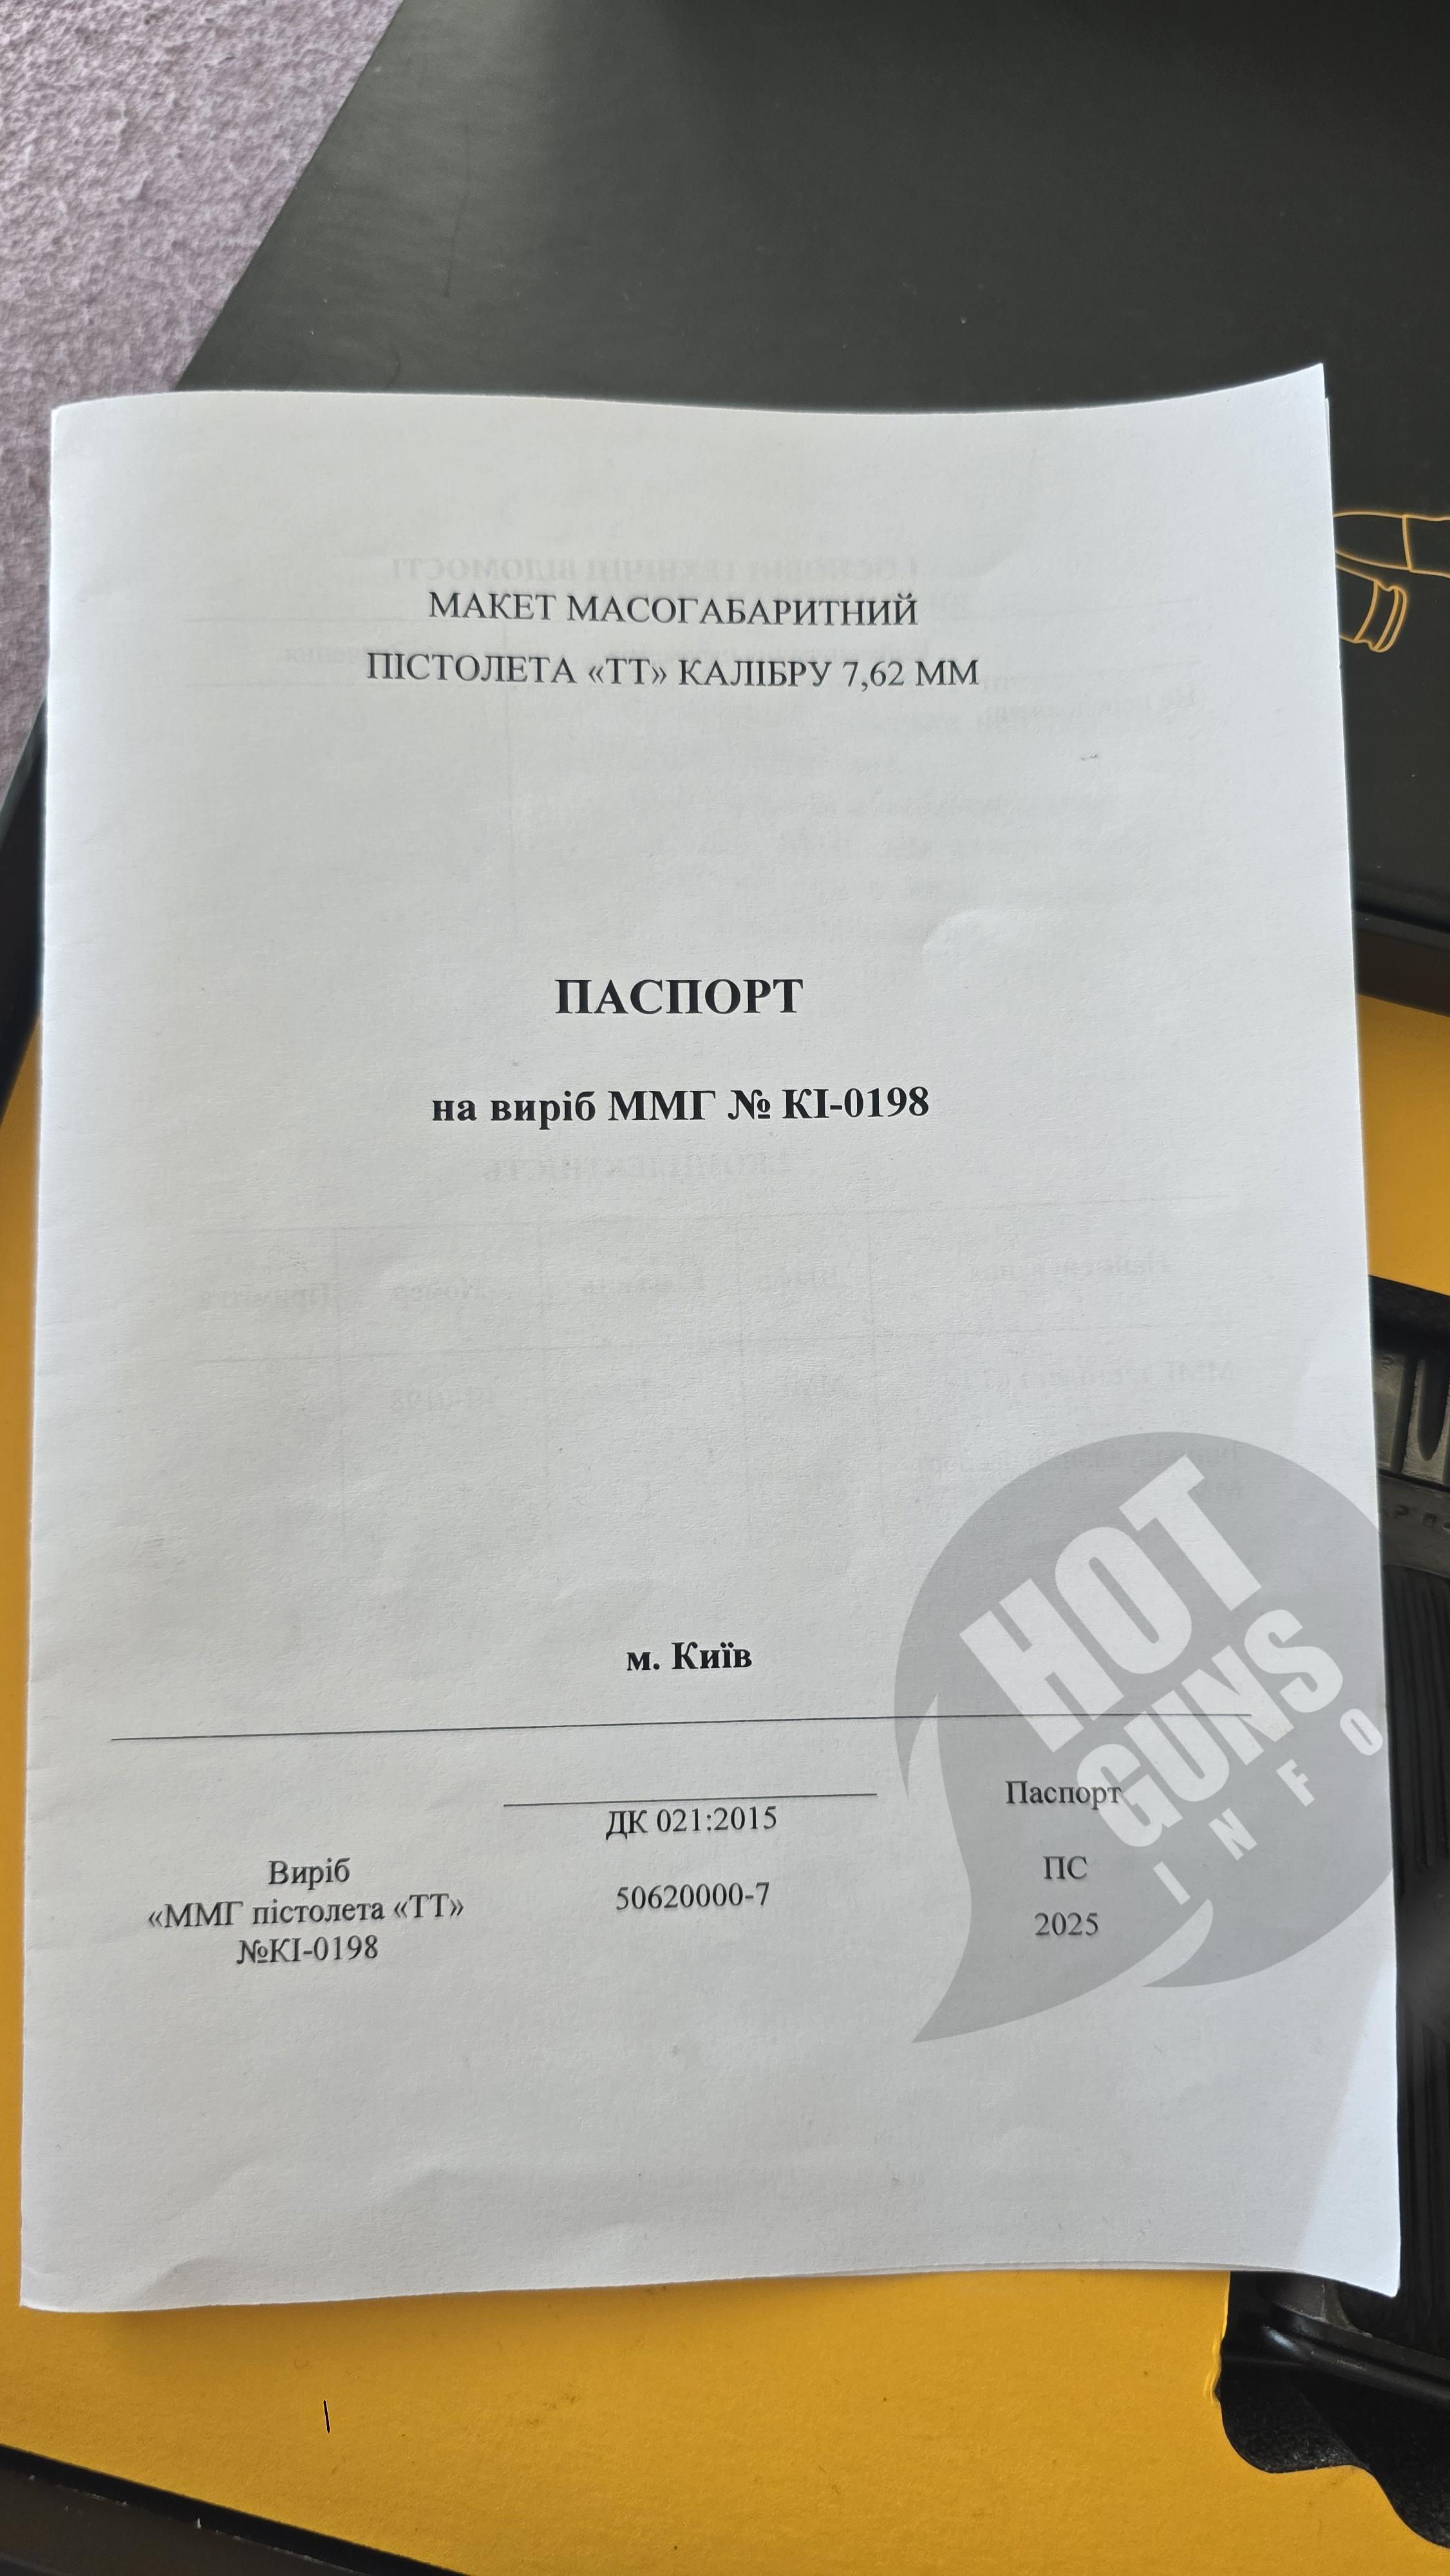 МАКЕТ МАСОГАБАРИТНИЙ
ПІСТОЛЕТА «ТТ» КАЛІБРУ 7,62 ММ
ПАСПОРТ
на виріб ММГ № КІ-0198
м. Київ
Виріб
«ММГ пістолета «ТТ»
№КІ-0198
ДК 021:2015
50620000-7
Паспорт
ПС
2025
HOT
GUNS
INFO